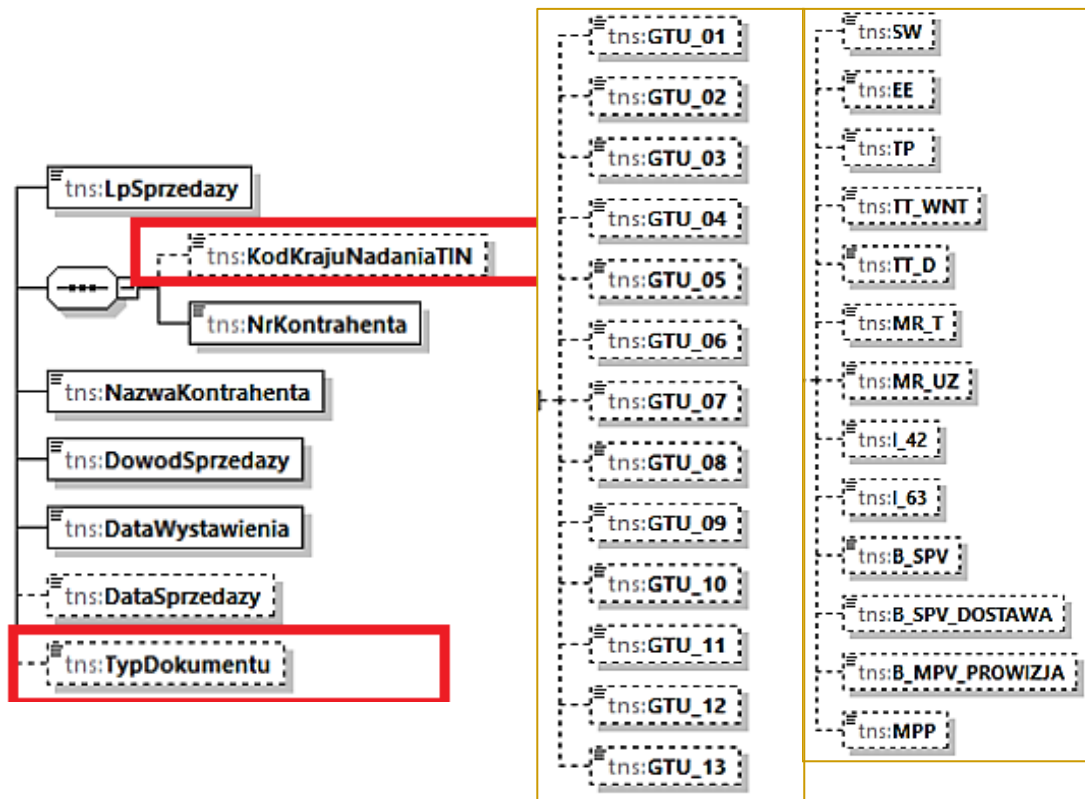 tns:LpSprzedazy
tns:KodKrajuNadaniaTIN
tns:NrKontrahenta
tns:NazwaKontrahenta
tns:DowodSprzedazy
tns:DataWystawienia
tns:DataSprzedazy
tns:TypDokumentu
tns:GTU_01
tns:GTU_02
tns:GTU_03
tns:GTU_04
tns:GTU_05
tns:GTU_06
tns:GTU_07
tns:GTU_08
tns:GTU_09
tns:GTU_10
tns:GTU_11
tns:GTU_12
tns:GTU_13
tns:SW
tns:EE
tns:TP
tns:TT_WNT
tns:TT_D
tns:MR_T
tns:MR_UZ
tns:I_42
tns:I_63
tns:B_SPV
tns:B_SPV_DOSTAWA
tns:B_MPV_PROWIZJA
tns:MPP